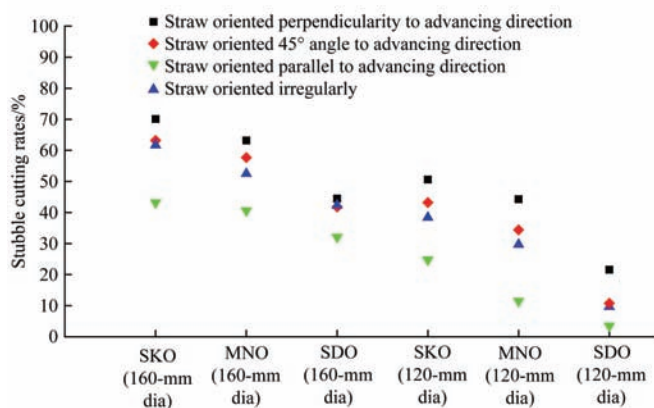 Straw oriented perpendicularity to advancing direction
Straw oriented 45° angle to advancing direction
Straw oriented parallel to advancing direction
Straw oriented irregularly
Stubble cutting rates/%
100
90
80
70
60
50
40
30
20
10
0
SKO MNO SDO SKO MNO SDO
(160-mm (160-mm (160-mm (120-mm (120-mm (120-mm
dia) dia) dia) dia) dia) dia)